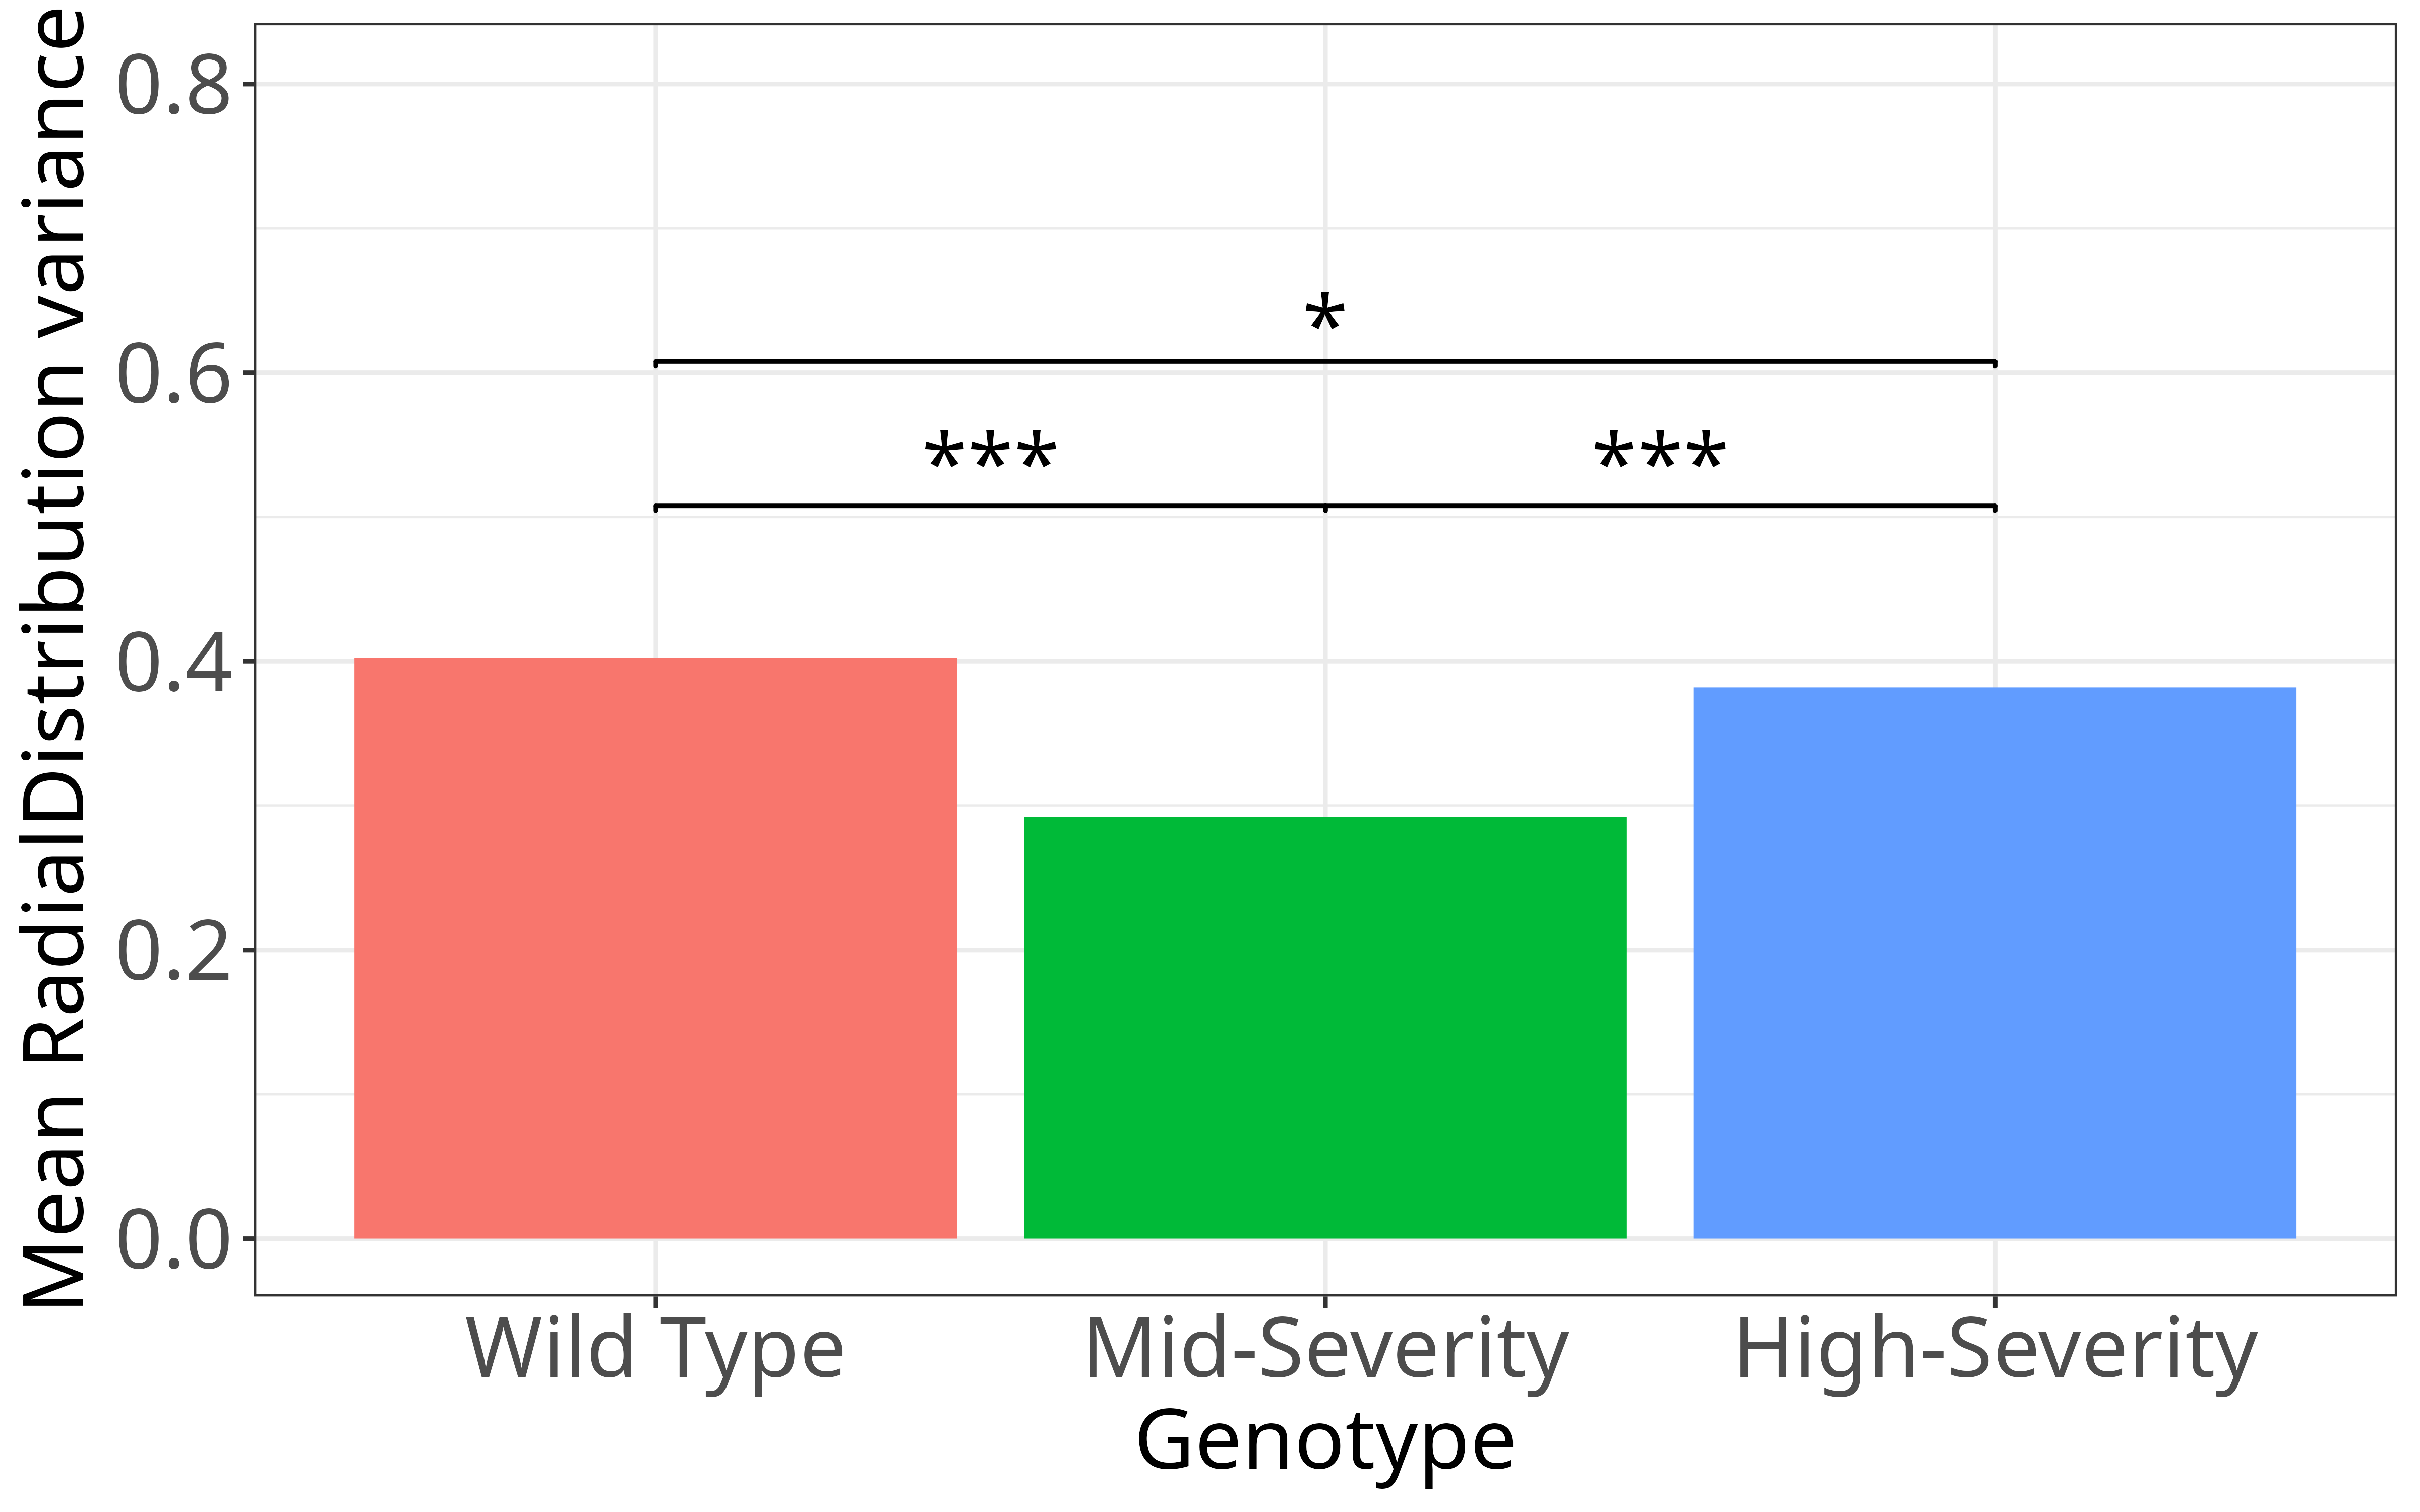 Mean RadialDistribution variance
0.8
0.6
0.4
0.2
0.0
*
***
***
Wild Type
Mid-Severity
High-Severity
Genotype